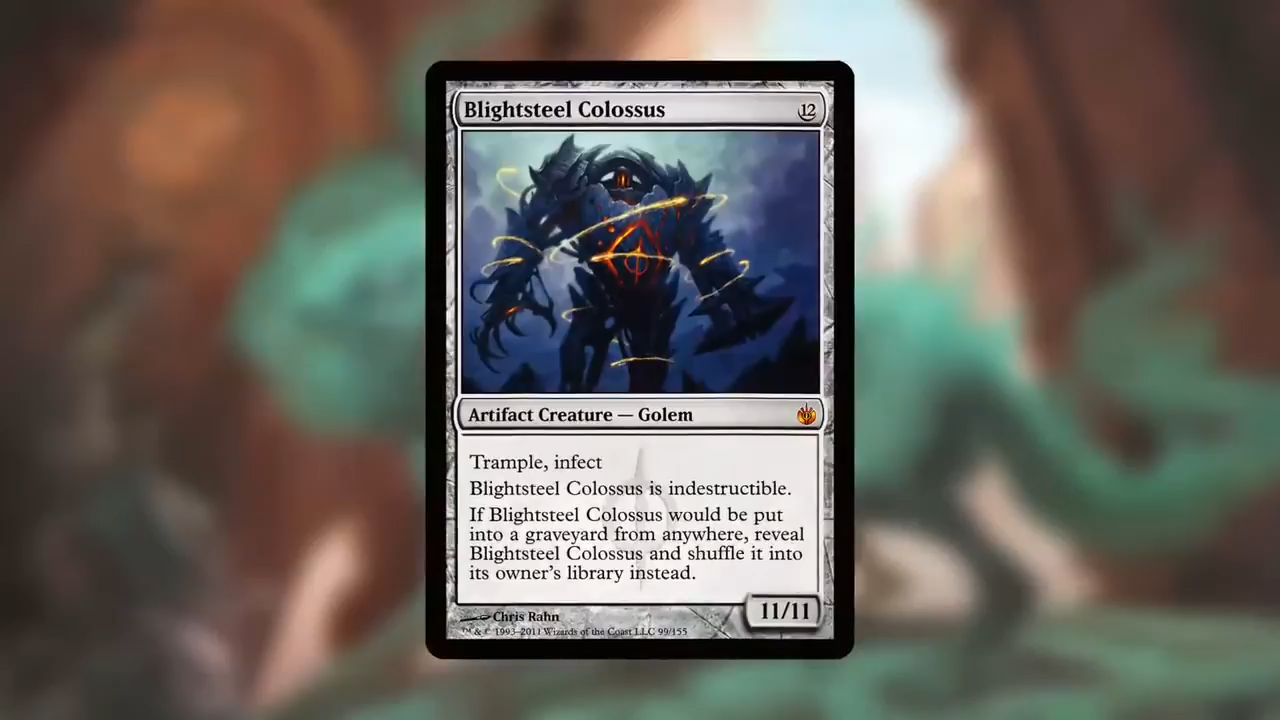 Blightsteel Colossus 12
Artifact Creature — Golem
Trample, infect
Blightsteel Colossus is indestructible.
If Blightsteel Colossus would be put
into a graveyard from anywhere, reveal
Blightsteel Colossus and shuffle it into
its owner's library instead.
11/11
Chris Rahn
™ & © 1993–2011 Wizards of the Coast LLC 99/155